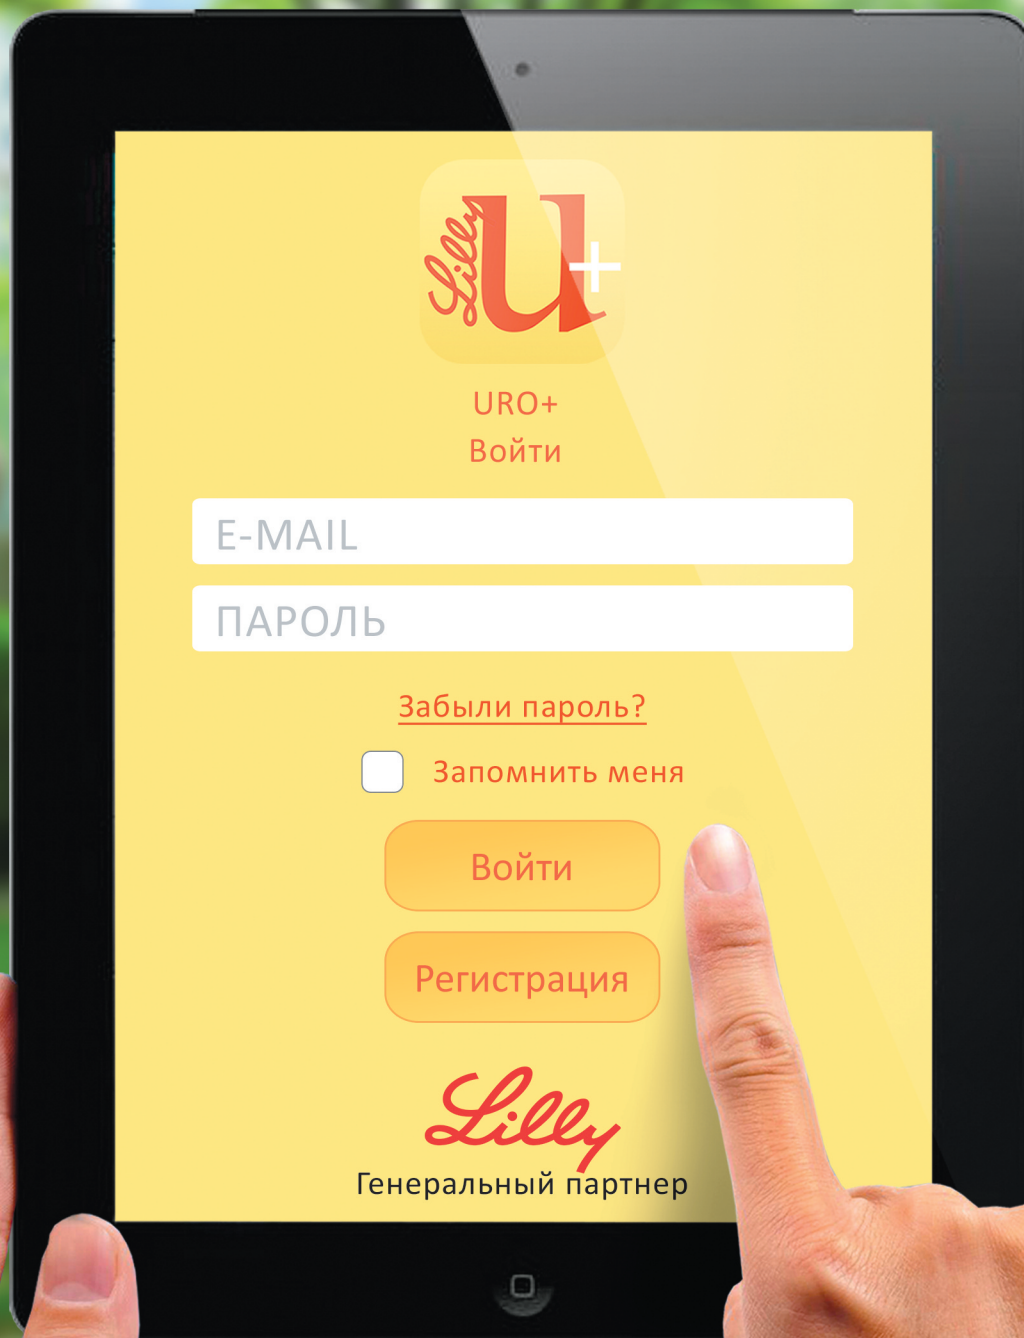 Lilly
u+
URO+
Войти
E-MAIL
ПАРОЛЬ
Забыли пароль?
Запомнить меня
Войти
Регистрация
Lilly
Генеральный партнер